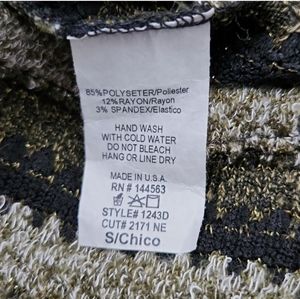 85%POLYSETER/Poliester
12%RAYON/Rayon
3% SPANDEX/Elastico
HAND WASH
WITH COLD WATER
DO NOT BLEACH
HANG OR LINE DRY
MADE IN U.S.A.
RN # 144563
STYLE# 1243D
CUT# 2171 NE
S/Chico